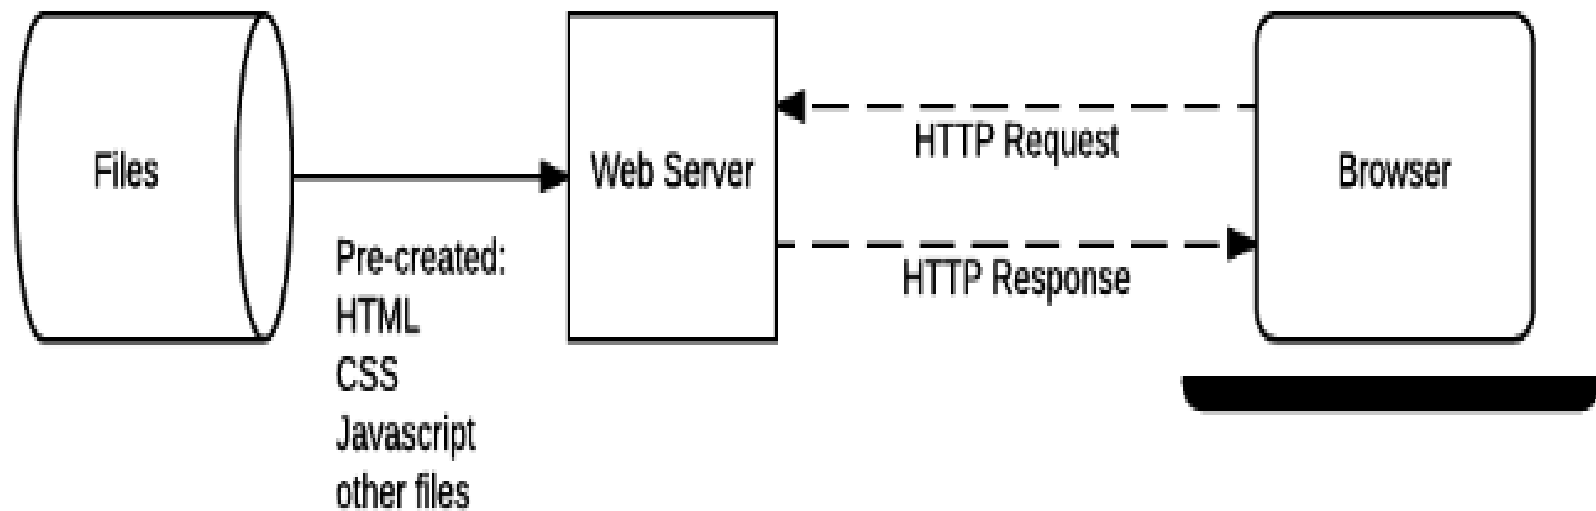 Files
Web Server
HTTP Request
Browser
HTTP Response
Pre-created:
HTML
CSS
Javascript
other files